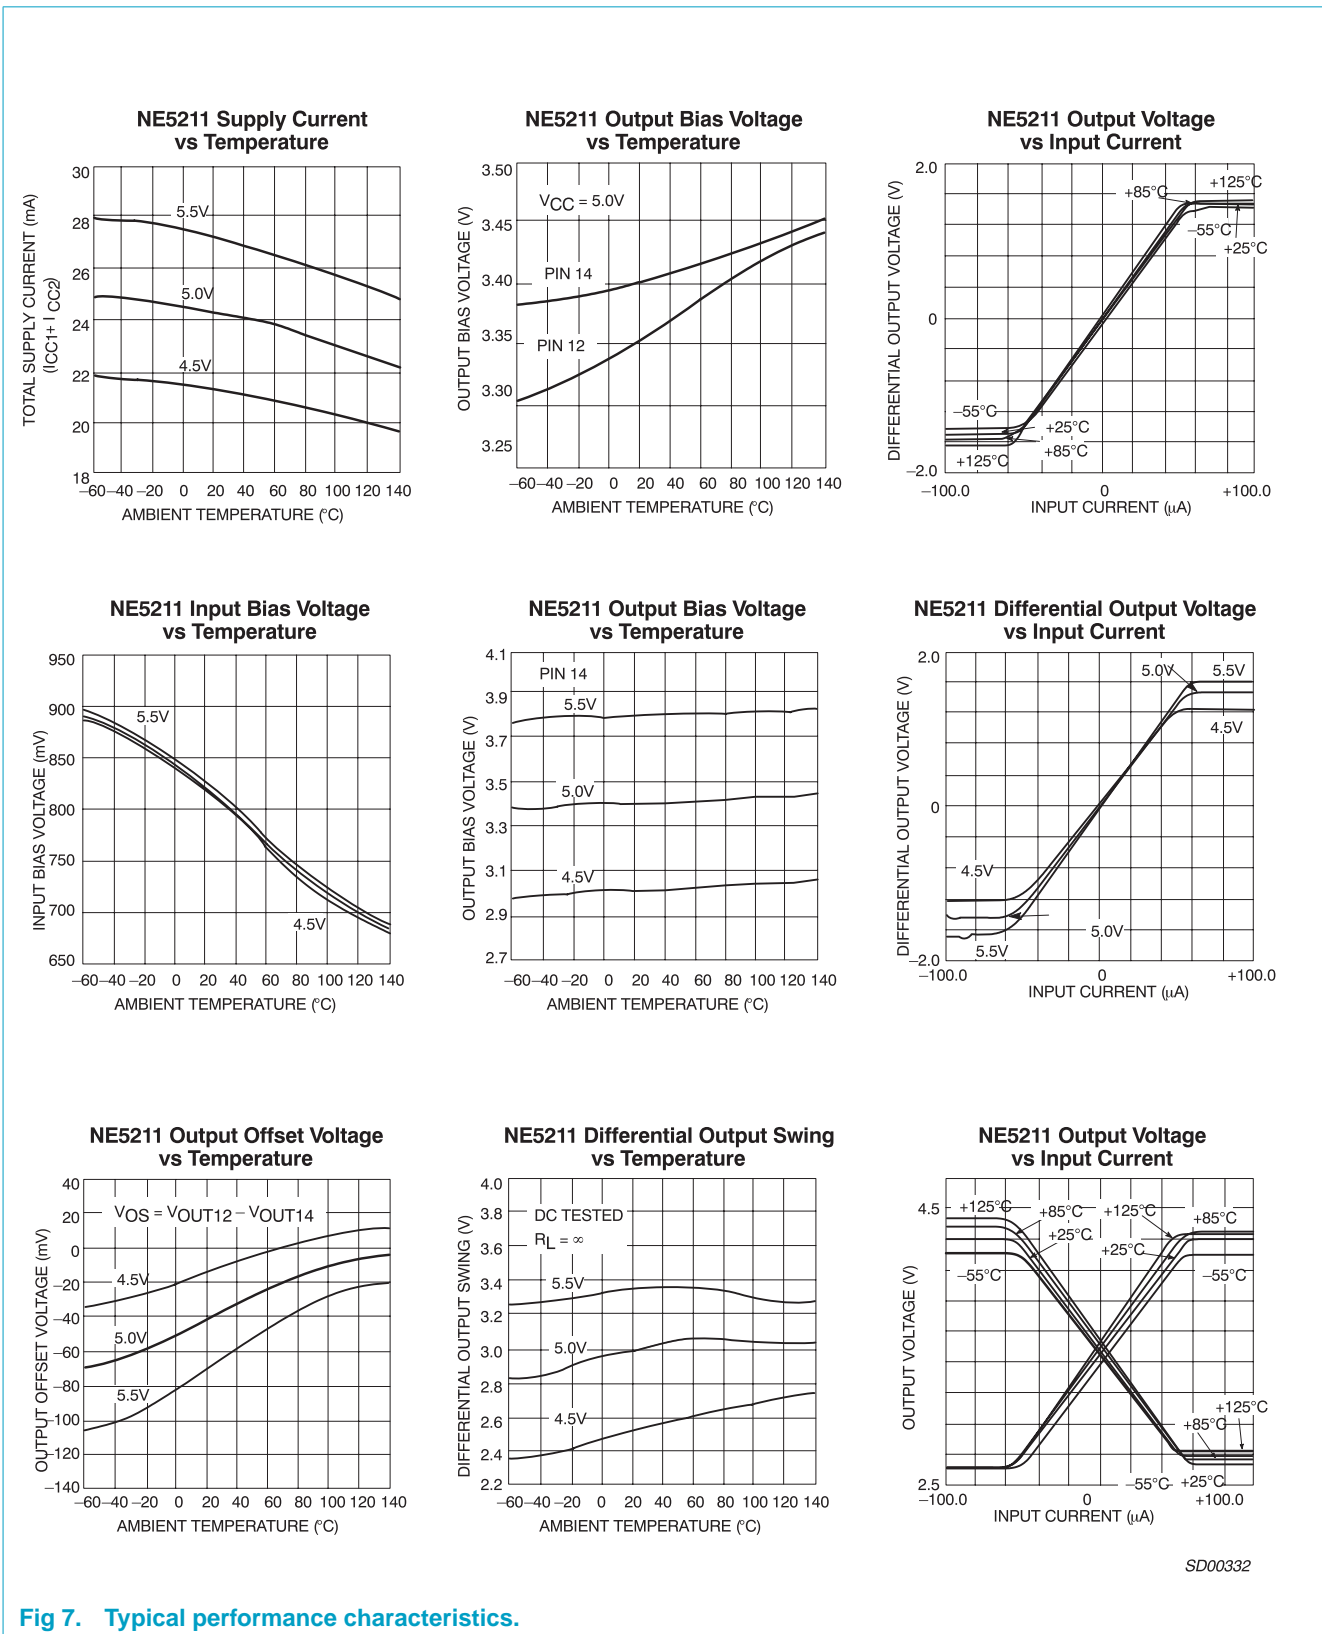 NE5211 Supply Current
vs Temperature
30
28
26
24
22
20
18
5.5V
5.0V
4.5V
TOTAL SUPPLY CURRENT (mA)
(ICC1+ I CC2)
–60 –40 –20 0 20 40 60 80 100 120 140
AMBIENT TEMPERATURE (°C)
NE5211 Output Bias Voltage
vs Temperature
3.50
3.45
3.40
3.35
3.30
3.25
VCC = 5.0V
PIN 14
PIN 12
OUTPUT BIAS VOLTAGE (V)
–60 –40 –20 0 20 40 60 80 100 120 140
AMBIENT TEMPERATURE (°C)
NE5211 Output Voltage
vs Input Current
2.0
0
–2.0
+125°C
+85°C
–55°C
+25°C
–55°C
+25°C
+85°C
+125°C
DIFFERENTIAL OUTPUT VOLTAGE (V)
–100.0 0 +100.0
INPUT CURRENT (µA)
NE5211 Input Bias Voltage
vs Temperature
950
900
850
800
750
700
650
5.5V
4.5V
INPUT BIAS VOLTAGE (mV)
–60 –40 –20 0 20 40 60 80 100 120 140
AMBIENT TEMPERATURE (°C)
NE5211 Output Bias Voltage
vs Temperature
4.1
3.9
3.7
3.5
3.3
3.1
2.9
2.7
PIN 14
5.5V
5.0V
4.5V
OUTPUT BIAS VOLTAGE (V)
–60 –40 –20 0 20 40 60 80 100 120 140
AMBIENT TEMPERATURE (°C)
NE5211 Differential Output Voltage
vs Input Current
2.0
0
–2.0
5.0V 5.5V
4.5V
4.5V
5.0V
5.5V
DIFFERENTIAL OUTPUT VOLTAGE (V)
–100.0 0 +100.0
INPUT CURRENT (µA)
NE5211 Output Offset Voltage
vs Temperature
40
20
0
–20
–40
–60
–80
–100
–120
–140
VOS = VOUT12 – VOUT14
4.5V
5.0V
5.5V
OUTPUT OFFSET VOLTAGE (mV)
–60 –40 –20 0 20 40 60 80 100 120 140
AMBIENT TEMPERATURE (°C)
NE5211 Differential Output Swing
vs Temperature
4.0
3.8
3.6
3.4
3.2
3.0
2.8
2.6
2.4
2.2
DC TESTED
RL = ∞
5.5V
5.0V
4.5V
DIFFERENTIAL OUTPUT SWING (V)
–60 –40 –20 0 20 40 60 80 100 120 140
AMBIENT TEMPERATURE (°C)
NE5211 Output Voltage
vs Input Current
4.5
2.5
+125°C
+85°C
+25°C
–55°C
+125°C
+85°C
+25°C
–55°C
+125°C
+85°C
–55°C
+25°C
OUTPUT VOLTAGE (V)
–100.0 0 +100.0
INPUT CURRENT (µA)
SD00332
Fig 7. Typical performance characteristics.